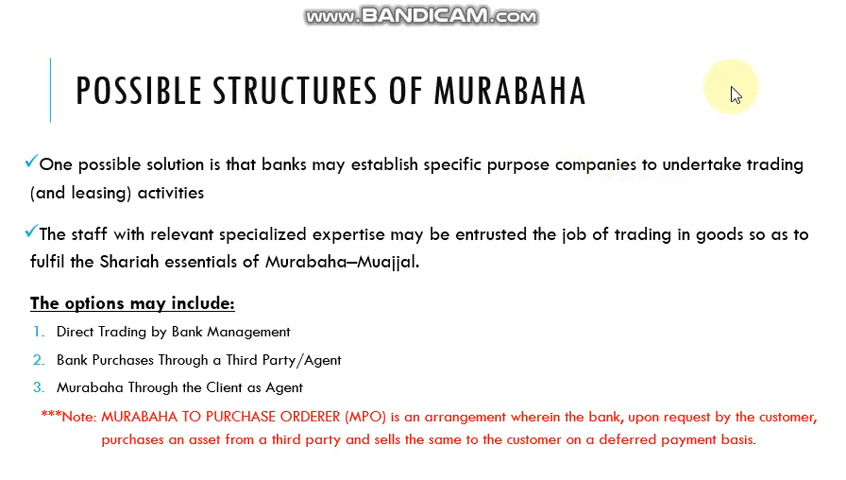 www.BANDICAM.com
POSSIBLE STRUCTURES OF MURABAHA
✓One possible solution is that banks may establish specific purpose companies to undertake trading
(and leasing) activities
✓The staff with relevant specialized expertise may be entrusted the job of trading in goods so as to
fulfil the Shariah essentials of Murabaha–Muajjal.
The options may include:
1. Direct Trading by Bank Management
2. Bank Purchases Through a Third Party/Agent
3. Murabaha Through the Client as Agent
***Note: MURABAHA TO PURCHASE ORDERER (MPO) is an arrangement wherein the bank, upon request by the customer,
purchases an asset from a third party and sells the same to the customer on a deferred payment basis.